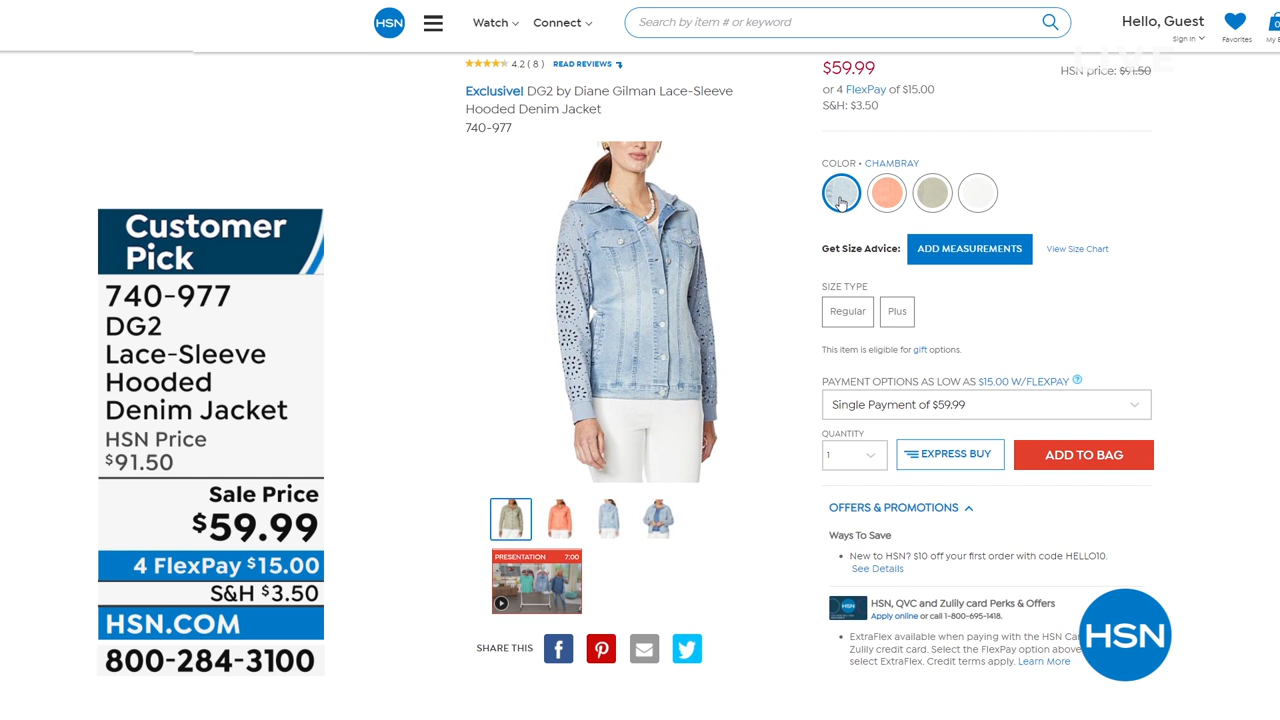 HSN
Watch
Connect
Search by item # or keyword
Hello, Guest
Sign In
Favorites
0
My
LIVE
4.2 ( 8 ) READ REVIEWS
Exclusive! DG2 by Diane Gilman Lace-Sleeve
Hooded Denim Jacket
740-977
$59.99
HSN price: $91.50
or 4 FlexPay of $15.00
S&H: $3.50
COLOR • CHAMBRAY
Get Size Advice: ADD MEASUREMENTS View Size Chart
SIZE TYPE
Regular Plus
This item is eligible for gift options.
PAYMENT OPTIONS AS LOW AS $15.00 W/FLEXPAY ?
Single Payment of $59.99
QUANTITY
1
EXPRESS BUY
ADD TO BAG
OFFERS & PROMOTIONS
Ways To Save
• New to HSN? $10 off your first order with code HELLO10.
See Details
HSN, QVC and Zulily card Perks & Offers
Apply online or call 1-800-695-1418.
• ExtraFlex available when paying with the HSN Car
Zulily credit card. Select the FlexPay option above
select ExtraFlex. Credit terms apply. Learn More
HSN
PRESENTATION 7:00
SHARE THIS
Customer
Pick
740-977
DG2
Lace-Sleeve
Hooded
Denim Jacket
HSN Price
$91.50
Sale Price
$59.99
4 FlexPay $15.00
S&H $3.50
HSN.COM
800-284-3100